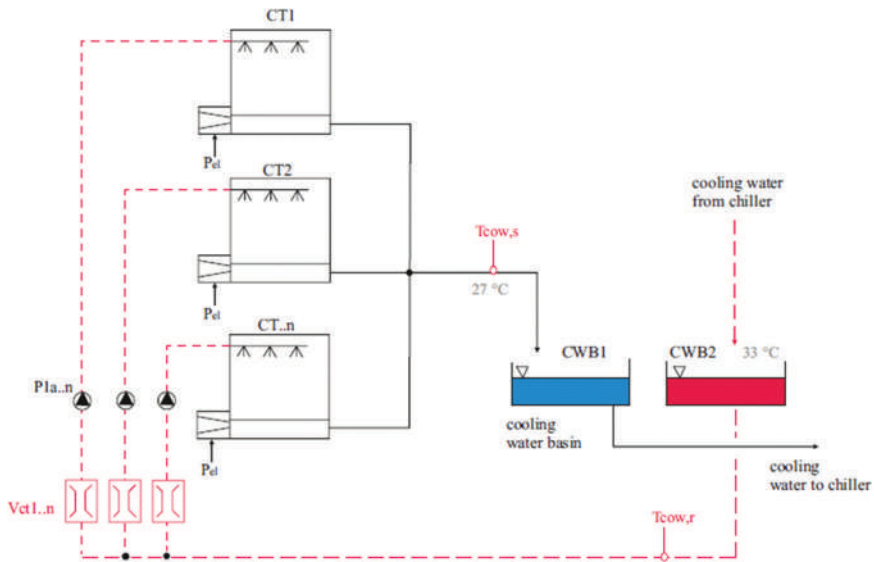 CT1
Pel
CT2
cooling water
from chiller
Tcow,s
Pel
27 °C
CT..n
CWB1
CWB2
33 °C
P1a..n
cooling
water basin
Pel
cooling
water to chiller
Vct1..n
Tcow,r